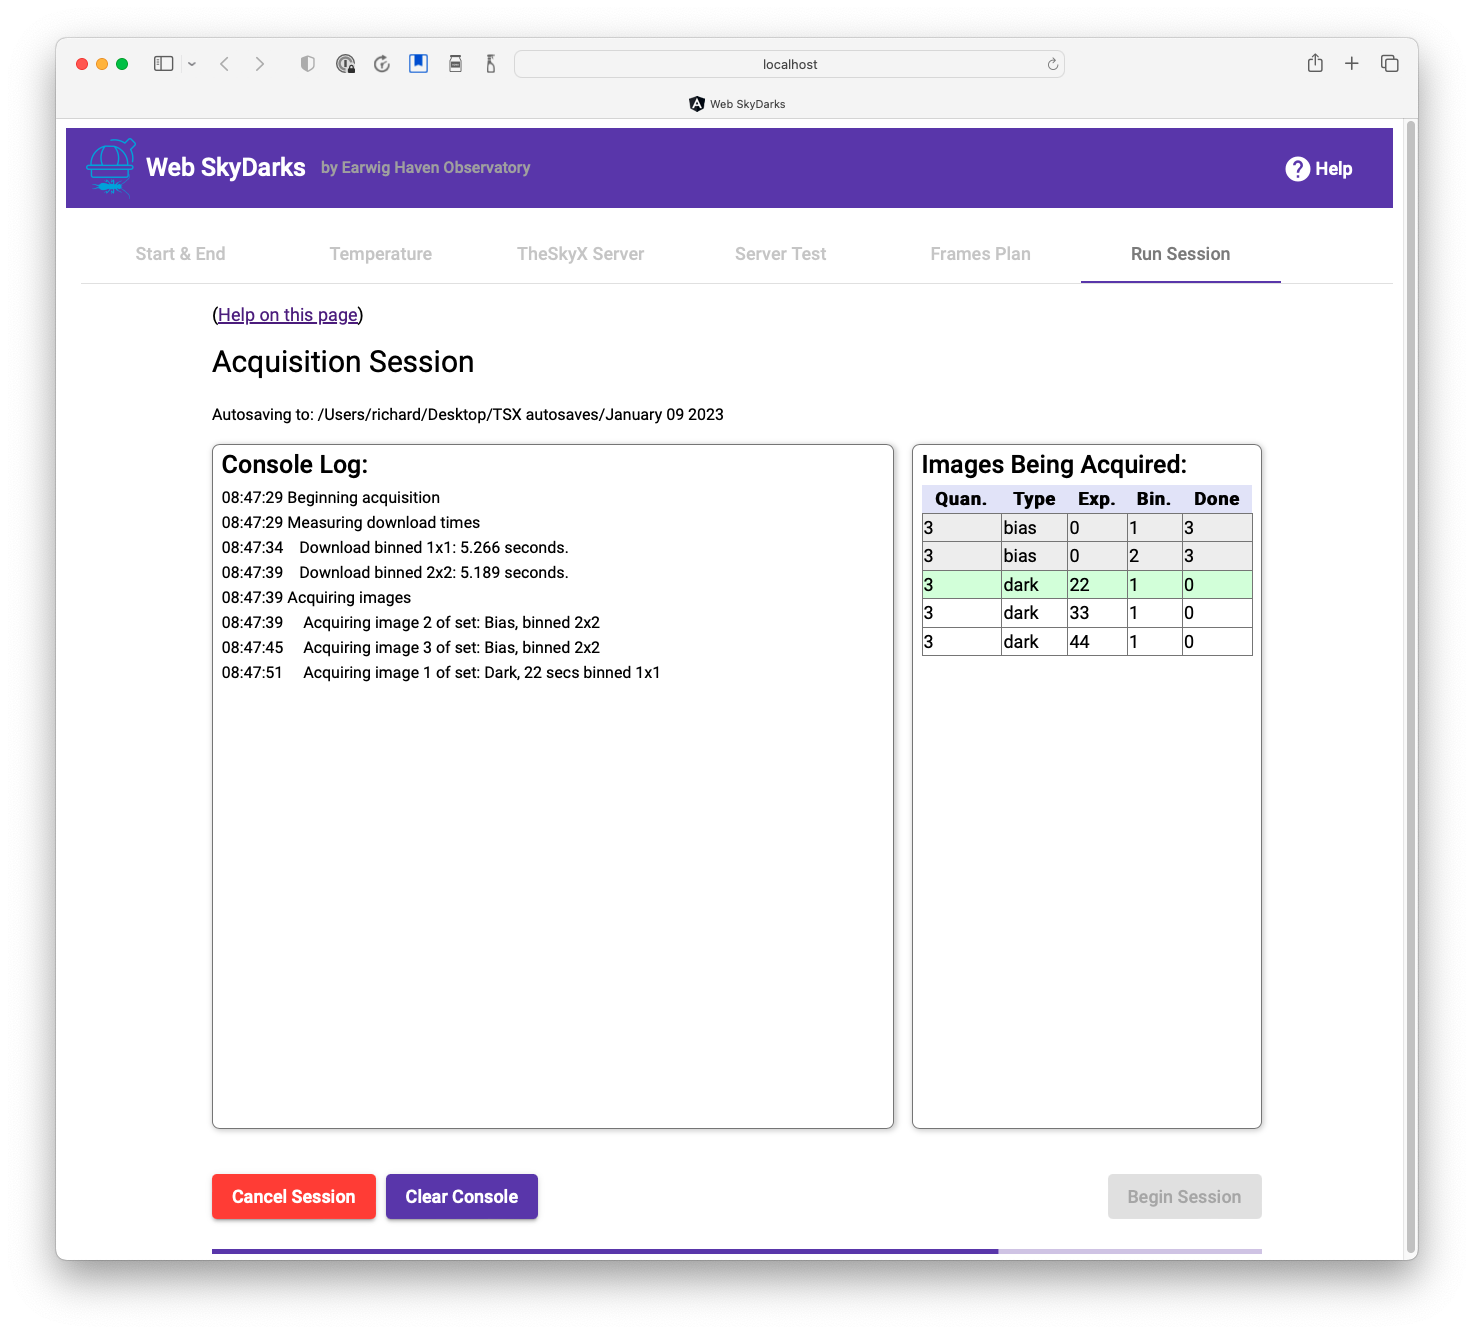 localhost
Web SkyDarks
Web SkyDarks by Earwig Haven Observatory
? Help
Start & End Temperature TheSkyX Server Server Test Frames Plan Run Session
(Help on this page)
Acquisition Session
Autosaving to: /Users/richard/Desktop/TSX autosaves/January 09 2023
Console Log:
08:47:29 Beginning acquisition
08:47:29 Measuring download times
08:47:34 Download binned 1x1: 5.266 seconds.
08:47:39 Download binned 2x2: 5.189 seconds.
08:47:39 Acquiring images
08:47:39 Acquiring image 2 of set: Bias, binned 2x2
08:47:45 Acquiring image 3 of set: Bias, binned 2x2
08:47:51 Acquiring image 1 of set: Dark, 22 secs binned 1x1
Images Being Acquired:
Quan. Type Exp. Bin. Done
3 bias 0 1 3
3 bias 0 2 3
3 dark 22 1 0
3 dark 33 1 0
3 dark 44 1 0
Cancel Session Clear Console Begin Session